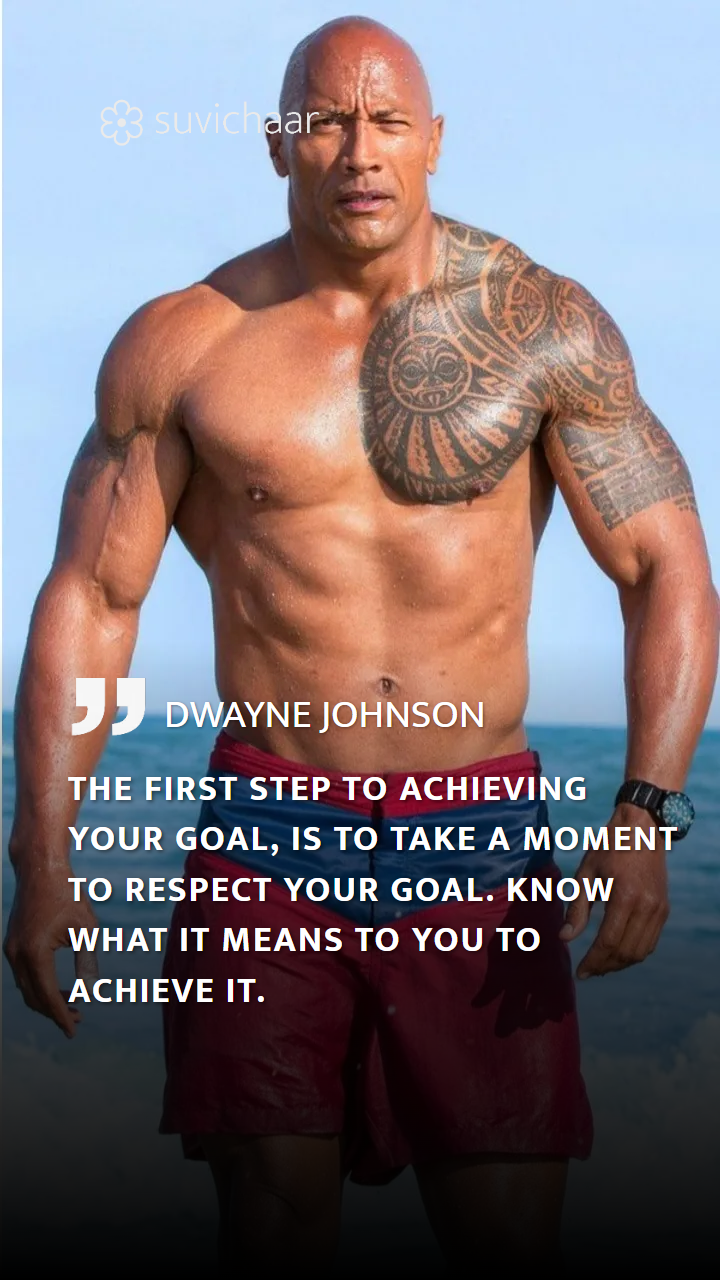 suvichaar
DWAYNE JOHNSON
THE FIRST STEP TO ACHIEVING
YOUR GOAL, IS TO TAKE A MOMENT
TO RESPECT YOUR GOAL. KNOW
WHAT IT MEANS TO YOU TO
ACHIEVE IT.